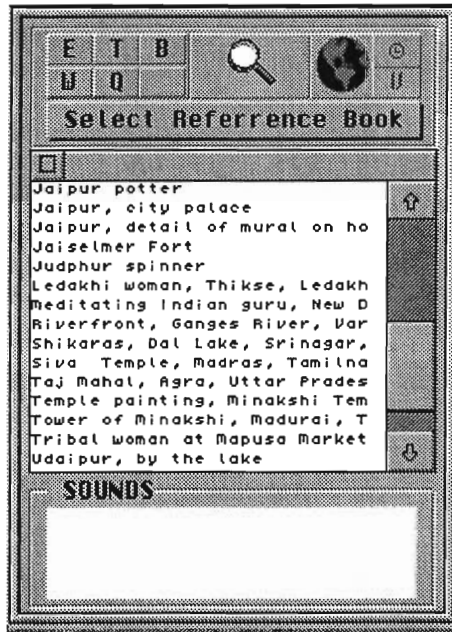 E T B
W Q
Select Referrence Book
Jaipur potter
Jaipur, city palace
Jaipur, detail of mural on ho
Jaiselmer Fort
Judphur spinner
Ledakhi woman, Thikse, Ledakh
Meditating Indian guru, New D
Riverfront, Ganges River, Var
Shikaras, Dal Lake, Srinagar,
Siva Temple, Madras, Tamilna
Taj Mahal, Agra, Uttar Prades
Temple painting, Minakshi Tem
Tower of Minakshi, Madurai, T
Tribal woman at Mapusa Market
Udaipur, by the lake
SOUNDS